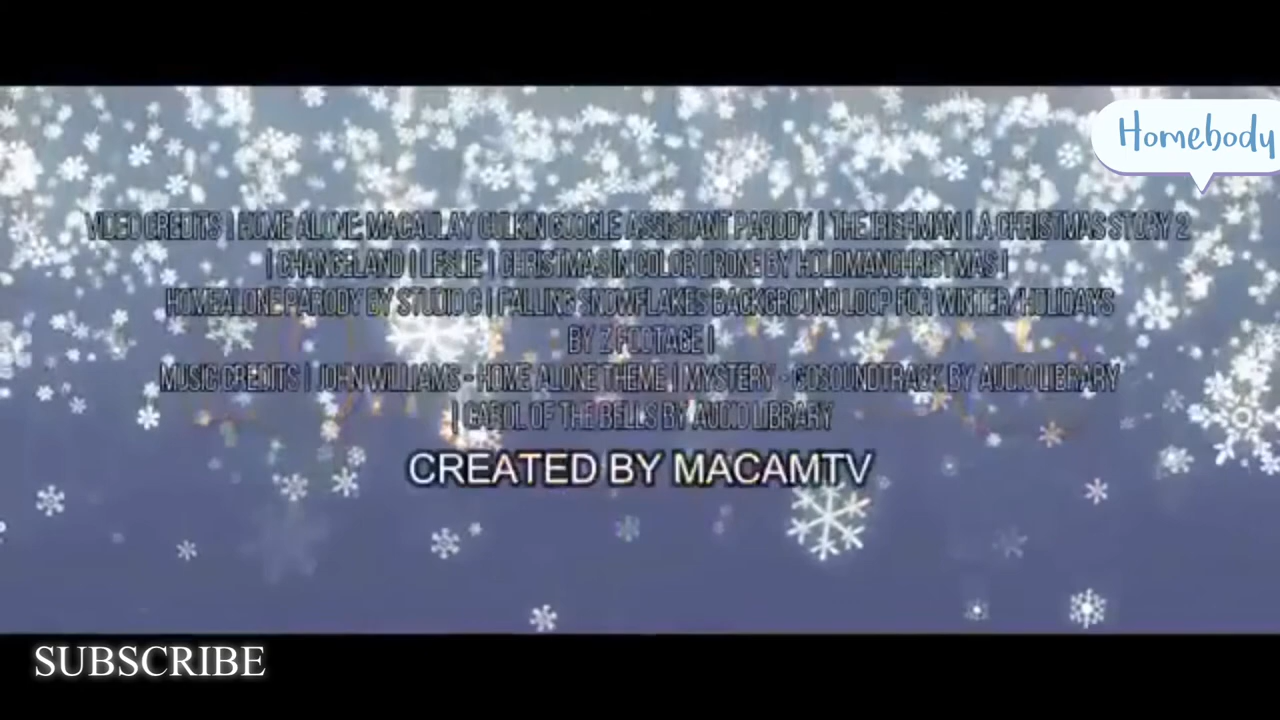 Homebody
VIDEO CREDITS | HOME ALONE: MACAULAY CULKIN GOOGLE ASSISTANT PARODY | THE IRISHMAN | A CHRISTMAS STORY 2
| CHANGELAND | LESLIE | CHRISTMAS IN COLOR DRONE BY HOLDMANCHRISTMAS |
HOMEALONE PARODY BY STUDIO C | FALLING SNOWFLAKES BACKGROUND LOOP FOR WINTER/HOLIDAYS
BY Z FOOTAGE |
MUSIC CREDITS | JOHN WILLIAMS - HOME ALONE THEME | MYSTERY - GOSOUNDTRACK BY AUDIO LIBRARY
| CAROL OF THE BELLS BY AUDIO LIBRARY
CREATED BY MACAMTV
SUBSCRIBE